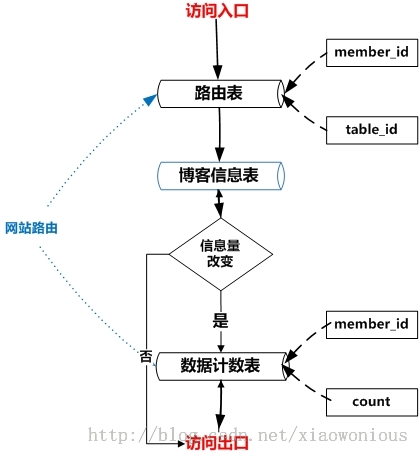 访问入口
member_id
路由表
table_id
博客信息表
网站路由
信息量
改变
是
member_id
否
数据计数表
count
http://blog.csdn.net/xiaowonious
访问出口